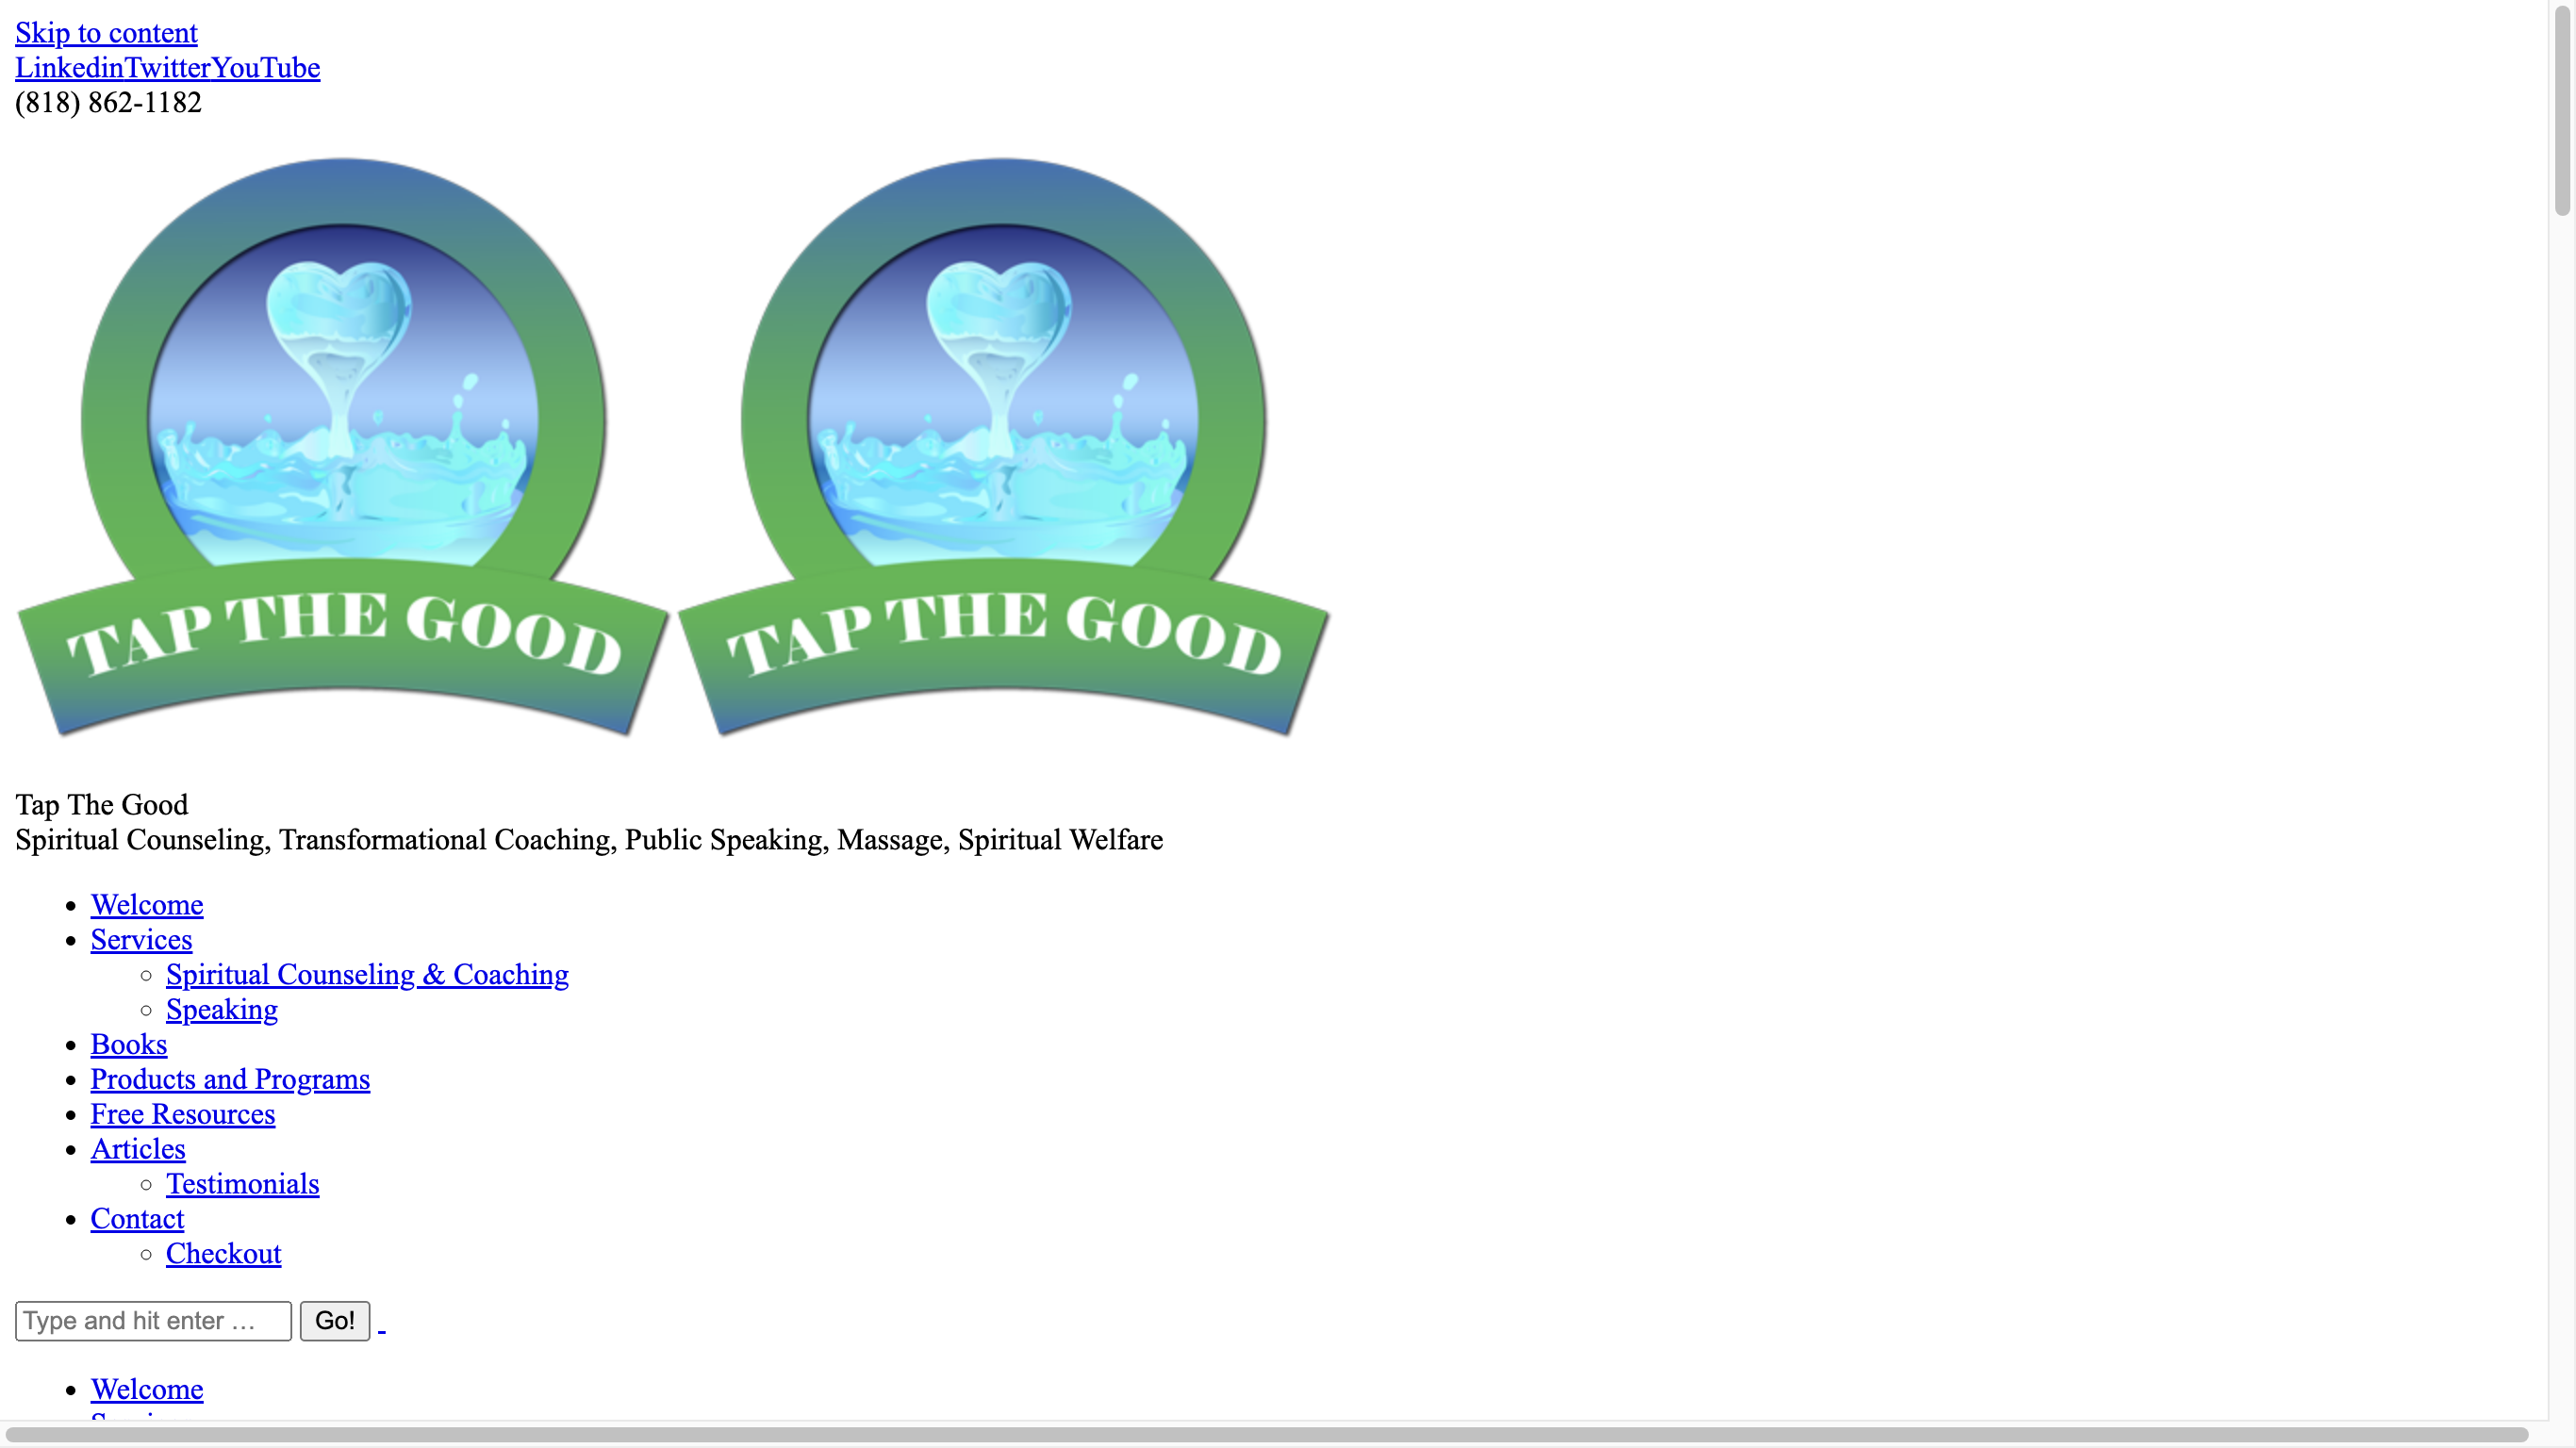 Skip to content
LinkedinTwitterYouTube
(818) 862-1182
TAP THE GOOD TAP THE GOOD
Tap The Good
Spiritual Counseling, Transformational Coaching, Public Speaking, Massage, Spiritual Welfare
Welcome
Services
Spiritual Counseling & Coaching
Speaking
Books
Products and Programs
Free Resources
Articles
Testimonials
Contact
Checkout
Type and hit enter … Go!
Welcome